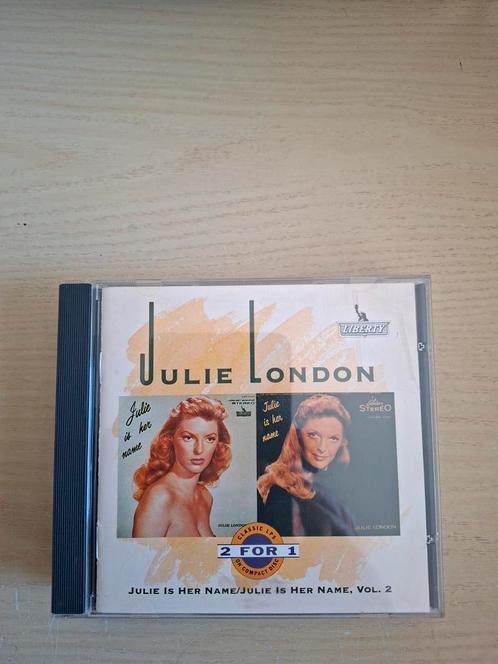 LIBERTY
JULIE LONDON
Julie
is her
name
STEREO
JULIE LONDON
Julie
is her
name
STEREO
JULIE LONDON
CLASSIC LPS
2 FOR 1
ON COMPACT DISC
JULIE IS HER NAME/JULIE IS HER NAME, VOL. 2